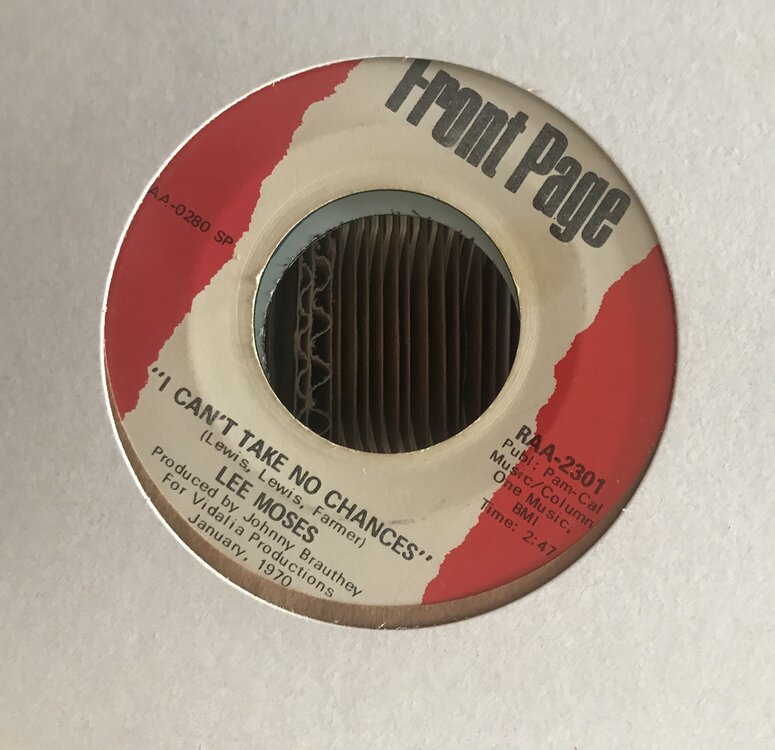 Front Page
AA-0280 SP
"I CAN'T TAKE NO CHANCES"
(Lewis, Lewis, Farmer)
LEE MOSES
Produced by Johnny Brauthey
For Vidalia Productions
January, 1970
RAA-2301
Publ: Pam-Cal
Music/Column
One Music,
BMI
Time: 2:47